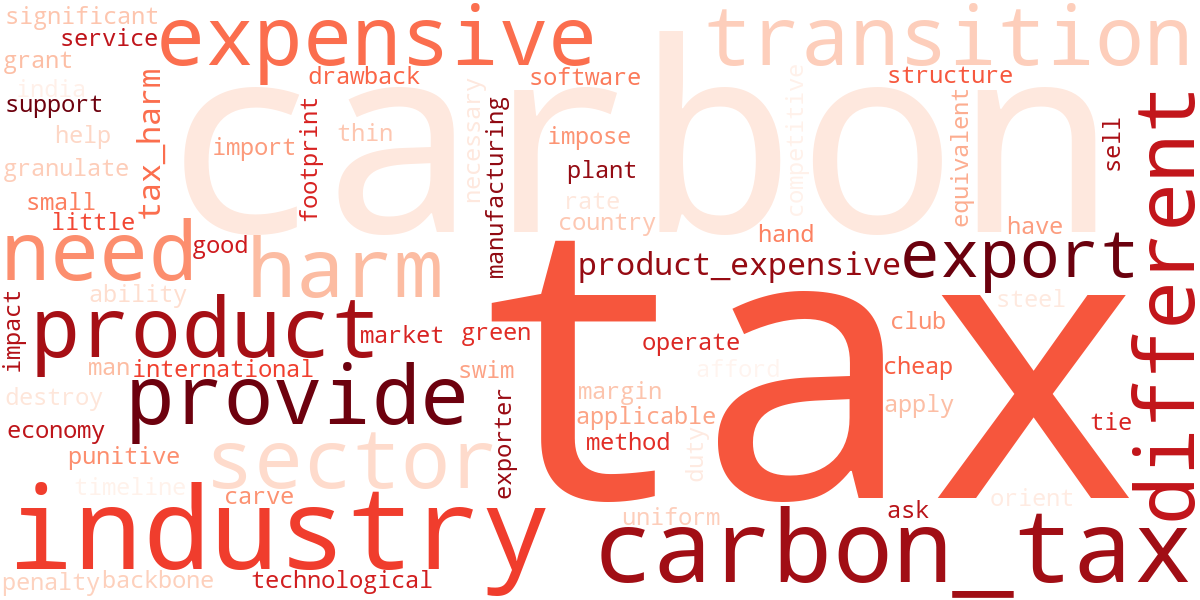 significant
service
expensive
transition
grant
drawback
software
structure
india
support
tax_harm
carbon
help
import
footprint
thin
necessary
manufacturing
impose
competitive
equivalent
sell
different
granulate
plant
small
rate
little
country
need
good
harm
hand
have
export
product_expensive
ability
tax
steel
impact
product
market
green
club
operate
man
international
swim
afford
cheap
destroy
provide
exporter
margin
applicable
apply
economy
method
duty
tie
punitive
sector
timeline
carve
orient
industry
uniform
ask
carbon_tax
penalty
backbone
technological